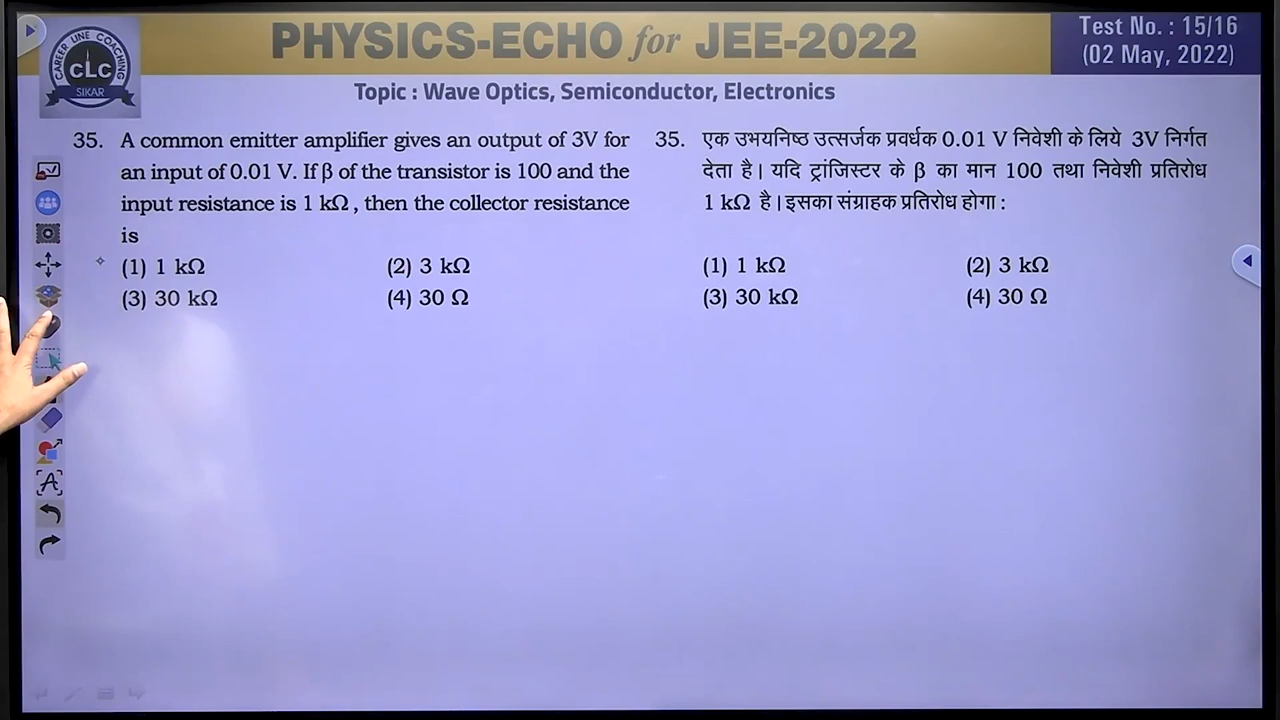 PHYSICS-ECHO for JEE-2022
Test No. : 15/16
(02 May, 2022)
CAREER LINE COACHING
CLC
SIKAR
Topic : Wave Optics, Semiconductor, Electronics
35. A common emitter amplifier gives an output of 3V for
an input of 0.01 V. If β of the transistor is 100 and the
input resistance is 1 kΩ , then the collector resistance
is
(1) 1 kΩ (2) 3 kΩ
(3) 30 kΩ (4) 30 Ω
35. एक उभयनिष्ठ उत्सर्जक प्रवर्धक 0.01 V निवेशी के लिये 3V निर्गत
देता है। यदि ट्रांजिस्टर के β का मान 100 तथा निवेशी प्रतिरोध
1 kΩ है। इसका संग्राहक प्रतिरोध होगा :
(1) 1 kΩ (2) 3 kΩ
(3) 30 kΩ (4) 30 Ω
A